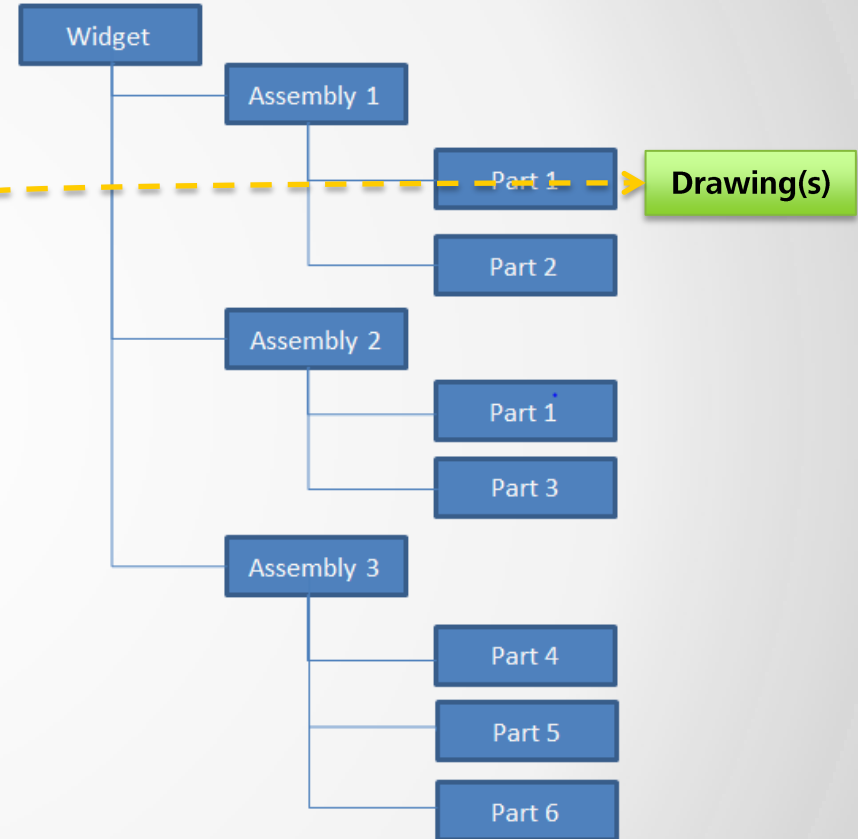 Widget
Assembly 1
Part 1
Drawing(s)
Part 2
Assembly 2
Part 1
Part 3
Assembly 3
Part 4
Part 5
Part 6